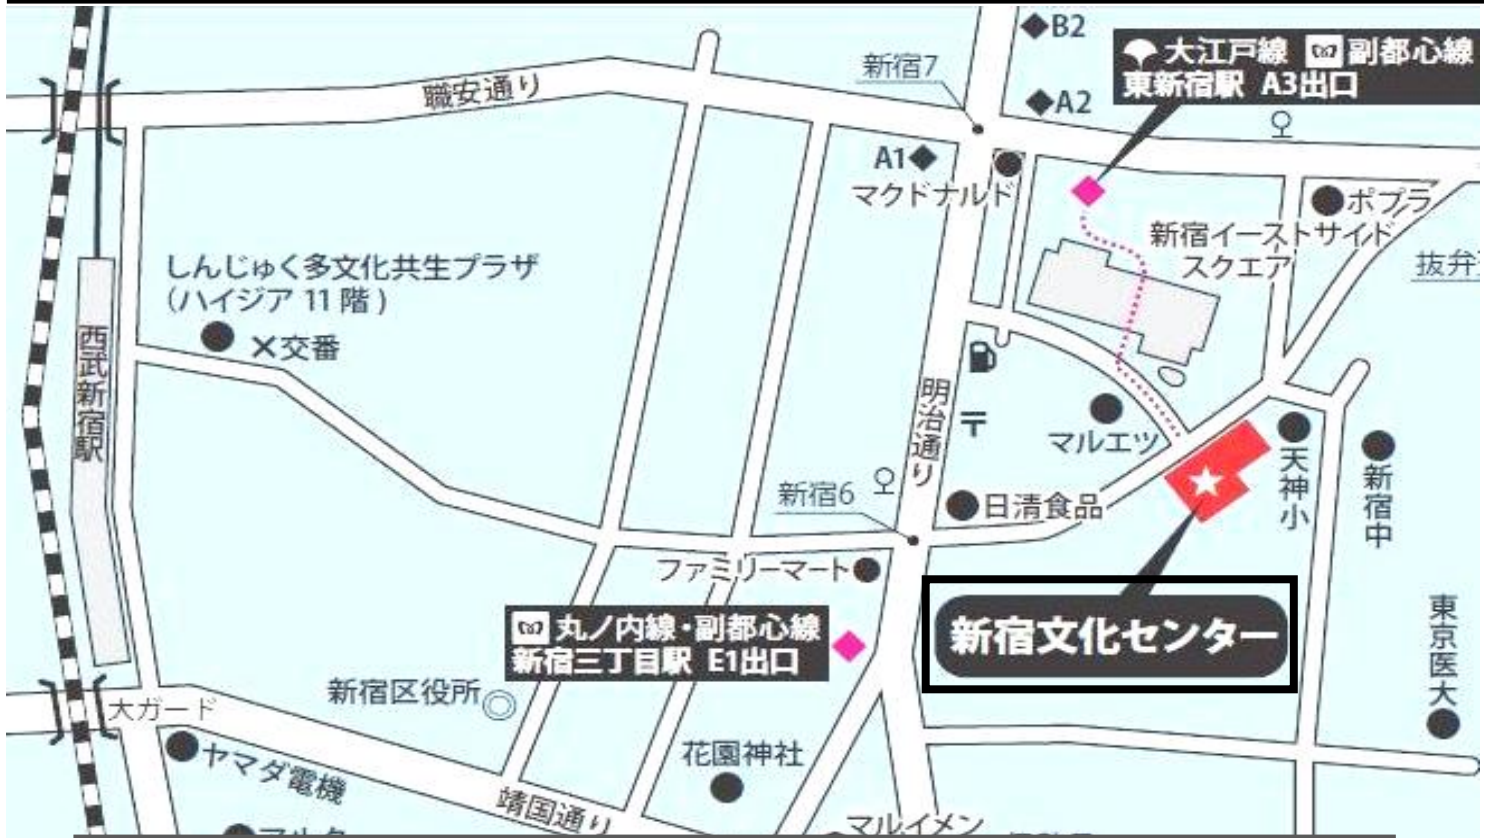 B2
大江戸線 副都心線
東新宿駅 A3出口
新宿7
職安通り
A2
A1
マクドナルド
ポプラ
新宿イーストサイド
スクエア
抜弁
しんじゅく多文化共生プラザ
(ハイジア 11 階 )
交番
西武新宿駅
明治通り
〒
マルエツ
天神小
新宿中
新宿6
日清食品
ファミリーマート
丸ノ内線・副都心線
新宿三丁目駅 E1出口
新宿文化センター
東京医大
新宿区役所
大ガード
ヤマダ電機
花園神社
靖国通り
マルイメン